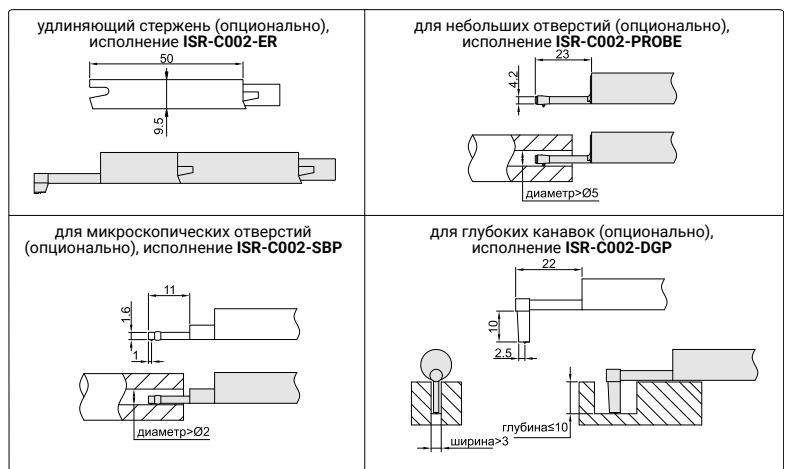 удлиняющий стержень (опционально),
исполнение ISR-C002-ER
50
9.5
для небольших отверстий (опционально),
исполнение ISR-C002-PROBE
23
4.2
диаметр>Ø5
для микроскопических отверстий
(опционально), исполнение ISR-C002-SBP
11
1.6
1
диаметр>Ø2
для глубоких канавок (опционально),
исполнение ISR-C002-DGP
22
10
2.5
глубина≤10
ширина>3